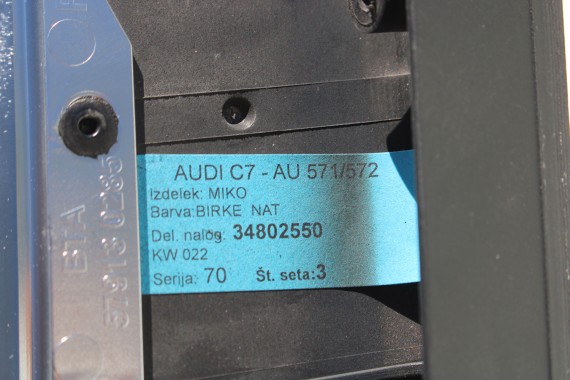 AUDI C7 - AU 571/572
Izdelek: MIKO
Barva:BIRKE NAT
Del. nalog: 34802550
KW 022
Serija: 70 Št. seta:3
BTA